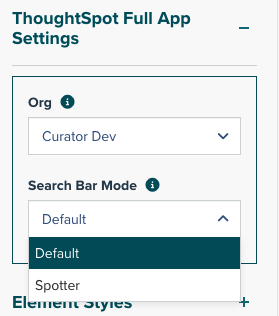 ThoughtSpot Full App
Settings
Org
Curator Dev
Search Bar Mode
Default
Default
Spotter
Element Styles